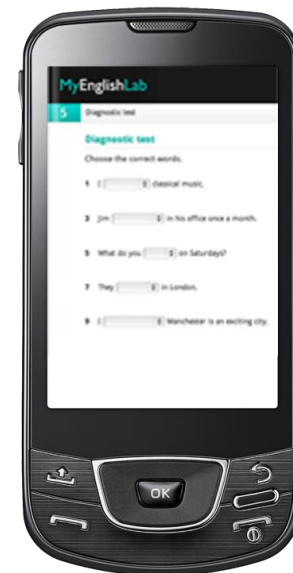 MyEnglishLab
5 Diagnostic test
Diagnostic test
Choose the correct words.
1 I classical music.
3 Jim in his office once a month.
5 What do you on Saturdays?
7 They in London.
9 I Manchester is an exciting city.
OK